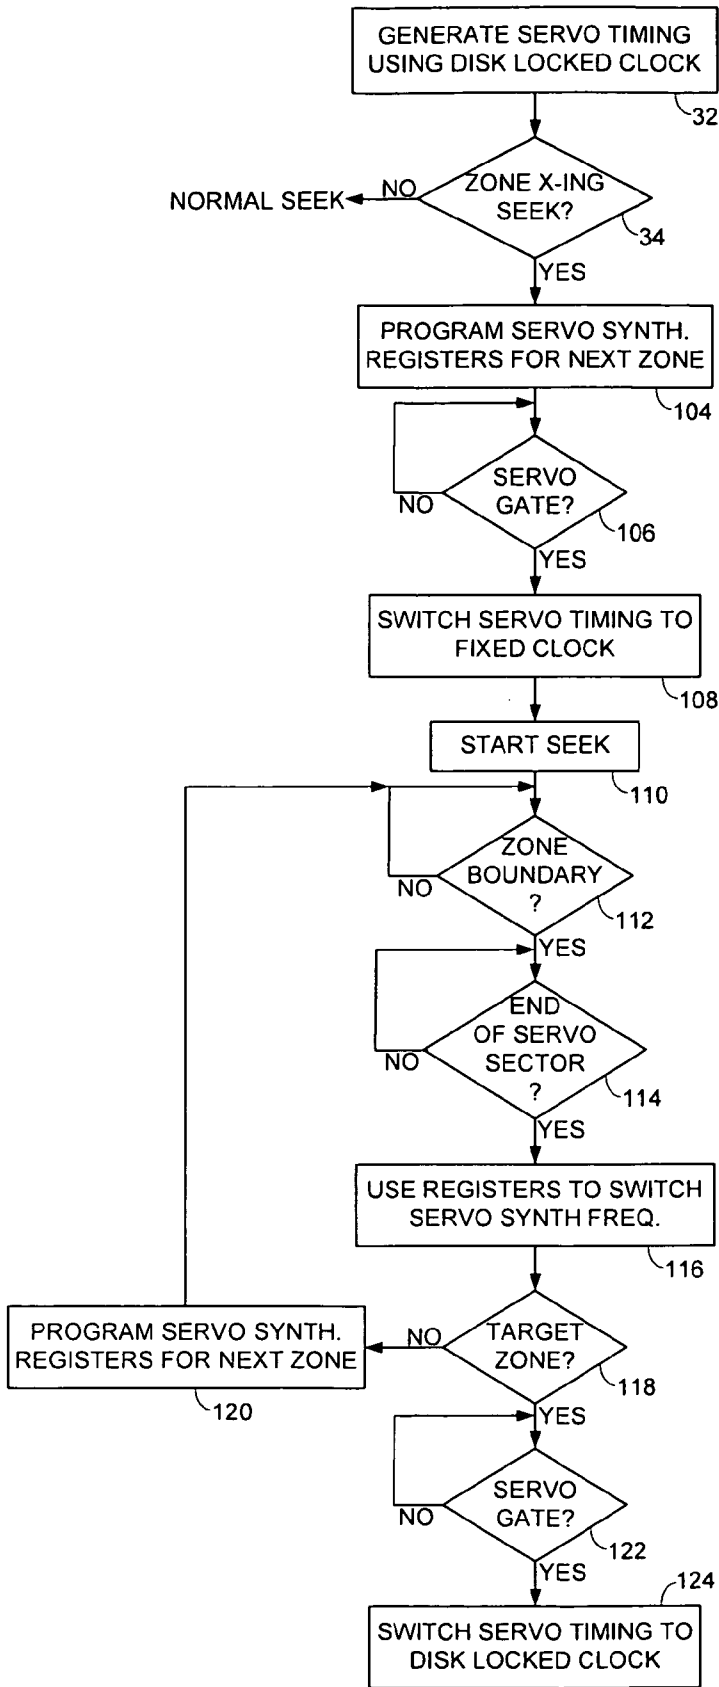 GENERATE SERVO TIMING
USING DISK LOCKED CLOCK
32
ZONE X-ING
SEEK?
34
NO
NORMAL SEEK
YES
PROGRAM SERVO SYNTH.
REGISTERS FOR NEXT ZONE
104
SERVO
GATE?
106
NO
YES
SWITCH SERVO TIMING TO
FIXED CLOCK
108
START SEEK
110
ZONE
BOUNDARY
?
112
NO
YES
END
OF SERVO
SECTOR
?
114
NO
YES
USE REGISTERS TO SWITCH
SERVO SYNTH FREQ.
116
TARGET
ZONE?
118
NO
PROGRAM SERVO SYNTH.
REGISTERS FOR NEXT ZONE
120
YES
SERVO
GATE?
122
NO
YES
124
SWITCH SERVO TIMING TO
DISK LOCKED CLOCK